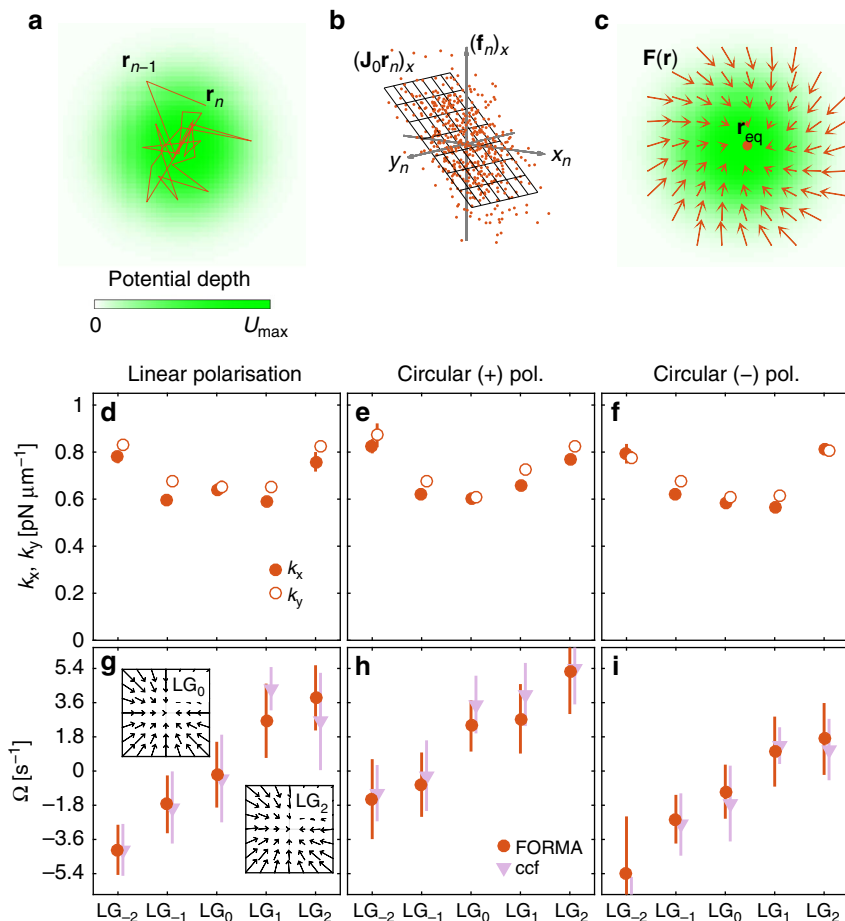 a
r_{n−1}
r_n
Potential depth
0
U_max
b
(f_n)_x
(J_0r_n)_x
y_n
x_n
c
F(r)
r_eq
Linear polarisation
Circular (+) pol.
Circular (−) pol.
k_x, k_y [pN μm⁻¹]
1
0.8
0.6
0.4
0.2
0
d
k_x
k_y
e
f
Ω [s⁻¹]
5.4
3.6
1.8
0
−1.8
−3.6
−5.4
g
LG_0
LG_2
h
FORMA
ccf
i
LG_−2 LG_−1 LG_0 LG_1 LG_2
LG_−2 LG_−1 LG_0 LG_1 LG_2
LG_−2 LG_−1 LG_0 LG_1 LG_2